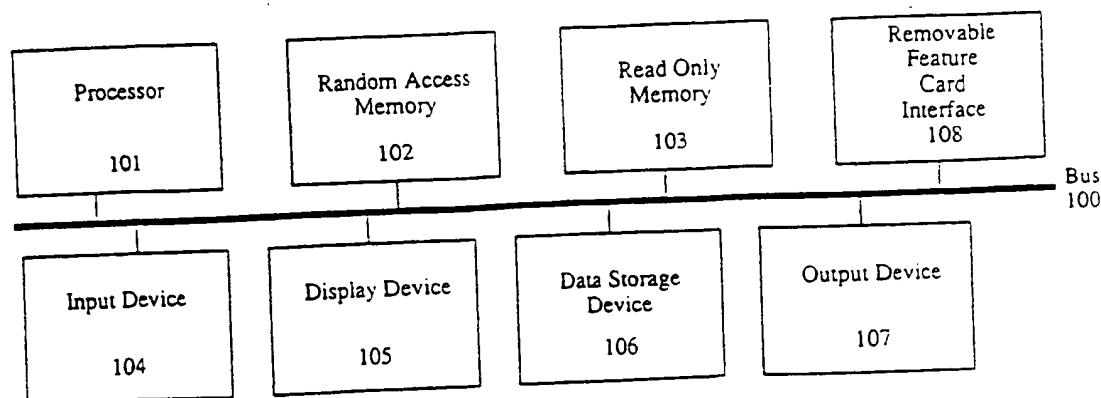 Processor
101
Random Access
Memory
102
Read Only
Memory
103
Removable
Feature
Card
Interface
108
Bus
100
Input Device
104
Display Device
105
Data Storage
Device
106
Output Device
107